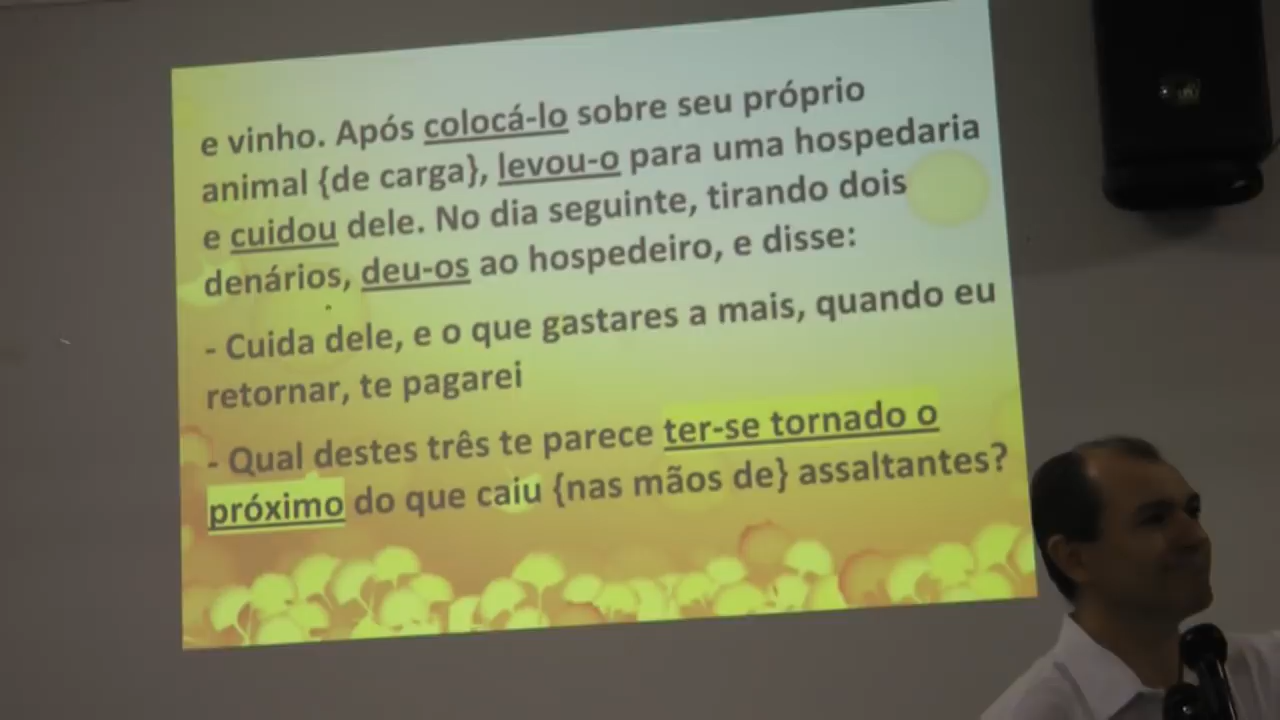 e vinho. Após colocá-lo sobre seu próprio
animal {de carga}, levou-o para uma hospedaria
e cuidou dele. No dia seguinte, tirando dois
denários, deu-os ao hospedeiro, e disse:
- Cuida dele, e o que gastares a mais, quando eu
retornar, te pagarei
- Qual destes três te parece ter-se tornado o
próximo do que caiu {nas mãos de} assaltantes?